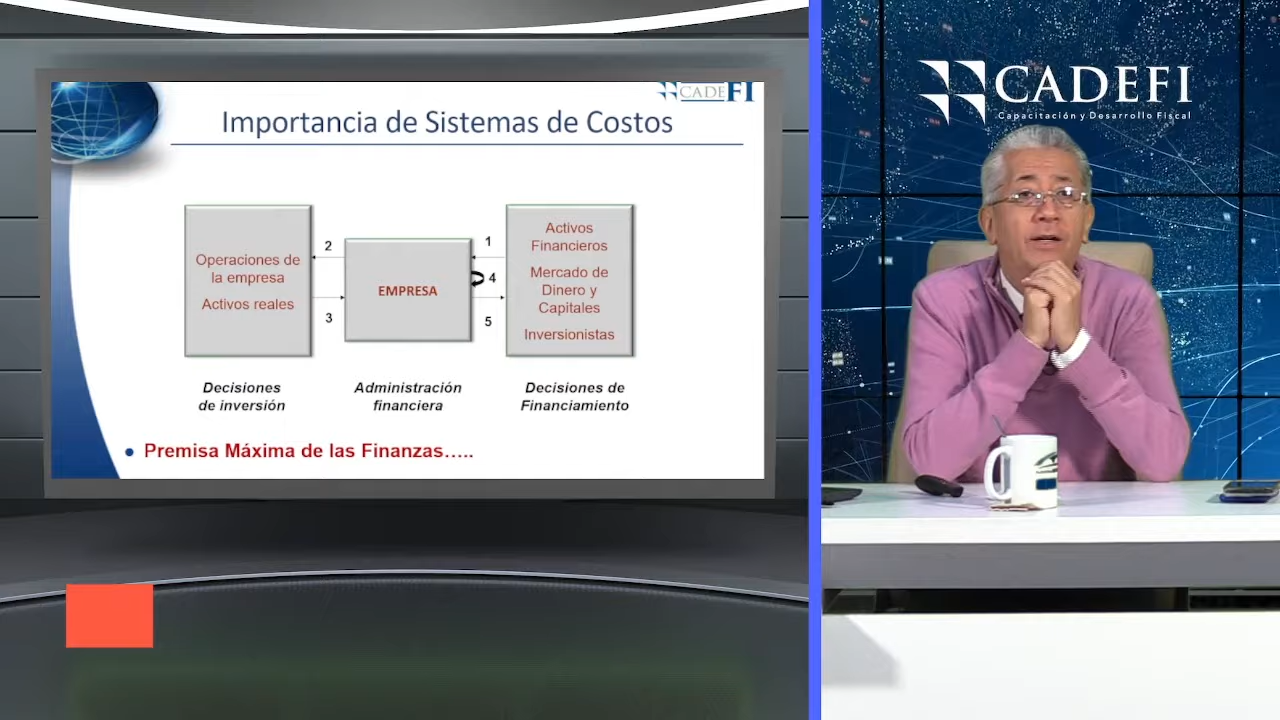 CADEFI
Importancia de Sistemas de Costos
Operaciones de
la empresa
Activos reales
2
3
EMPRESA
1
4
5
Activos
Financieros
Mercado de
Dinero y
Capitales
Inversionistas
Decisiones
de inversión
Administración
financiera
Decisiones de
Financiamiento
• Premisa Máxima de las Finanzas…..
CADEFI
Capacitación y Desarrollo Fiscal